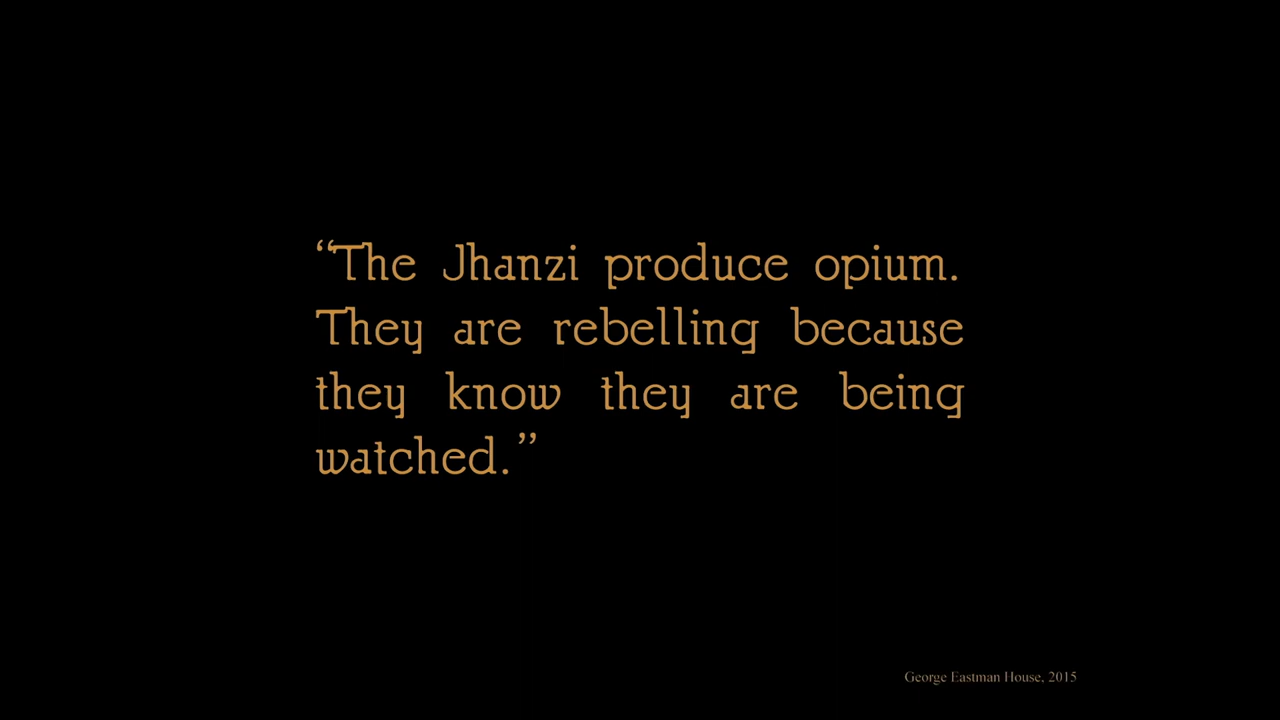 “The Jhanzi produce opium.
They are rebelling because
they know they are being
watched.”
George Eastman House, 2015